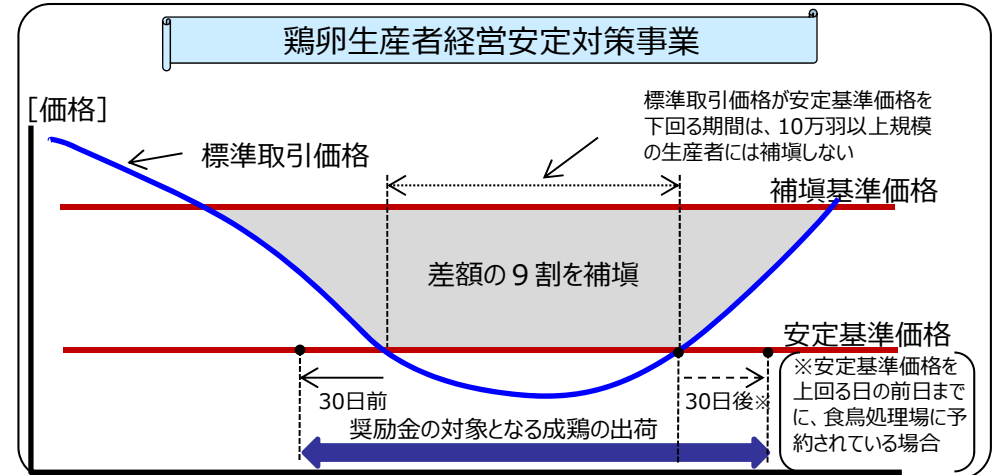 鶏卵生産者経営安定対策事業
[価格]
標準取引価格
標準取引価格が安定基準価格を
下回る期間は、10万羽以上規模
の生産者には補塡しない
補塡基準価格
差額の９割を補塡
安定基準価格
30日前
30日後※
※安定基準価格を
上回る日の前日まで
に、食鳥処理場に予
約されている場合
奨励金の対象となる成鶏の出荷